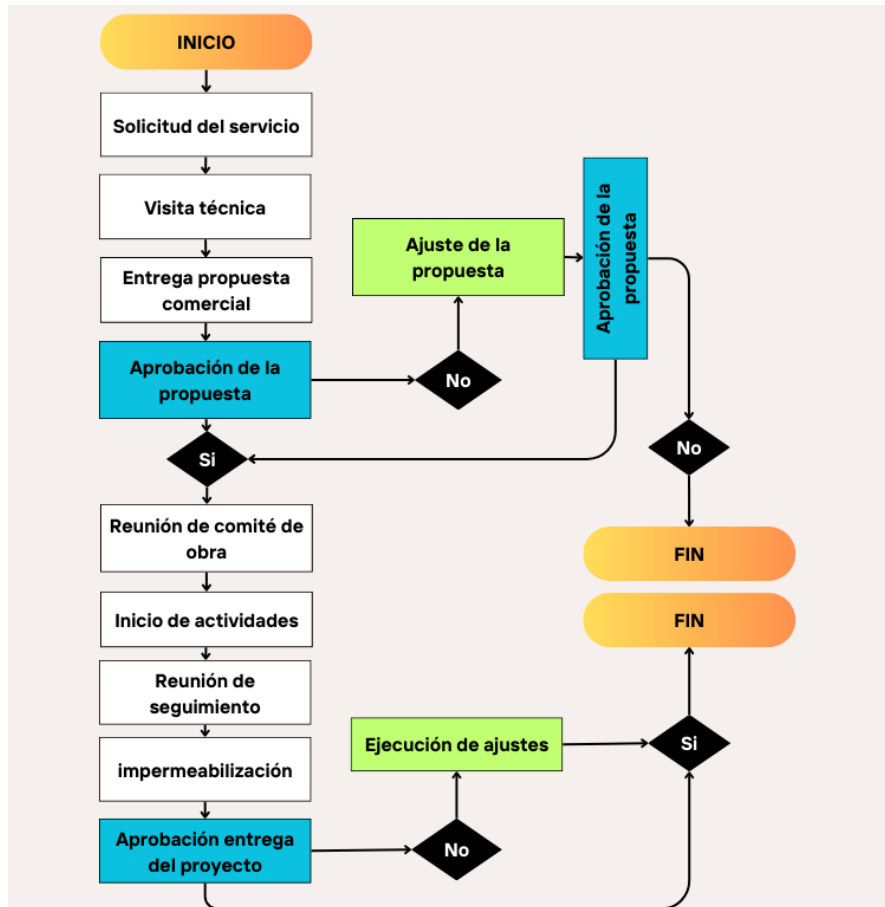 INICIO
Solicitud del servicio
Visita técnica
Entrega propuesta
comercial
Aprobación de la
propuesta
No
Ajuste de la
propuesta
Aprobación de la
propuesta
No
FIN
Si
Reunión de comité de
obra
Inicio de actividades
Reunión de
seguimiento
impermeabilización
Aprobación entrega
del proyecto
No
Ejecución de ajustes
Si
FIN